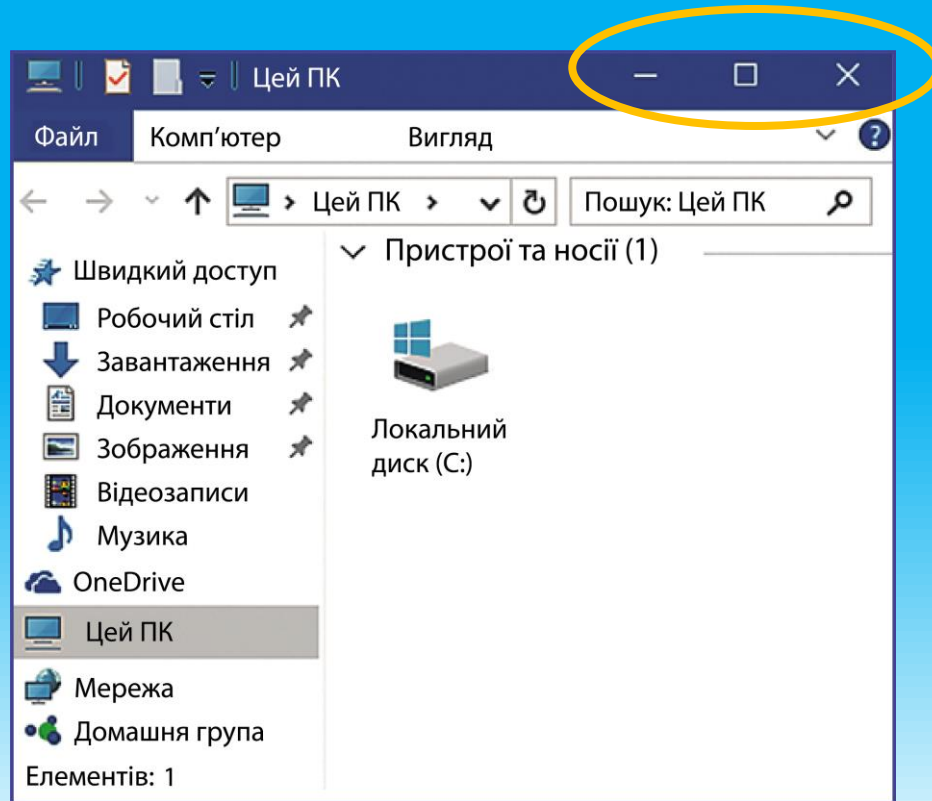 Цей ПК
Файл Комп’ютер Вигляд ?
Цей ПК Пошук: Цей ПК
Швидкий доступ
Робочий стіл
Завантаження
Документи
Зображення
Відеозаписи
Музика
OneDrive
Цей ПК
Мережа
Домашня група
Елементів: 1
Пристрої та носії (1)
Локальний
диск (C:)